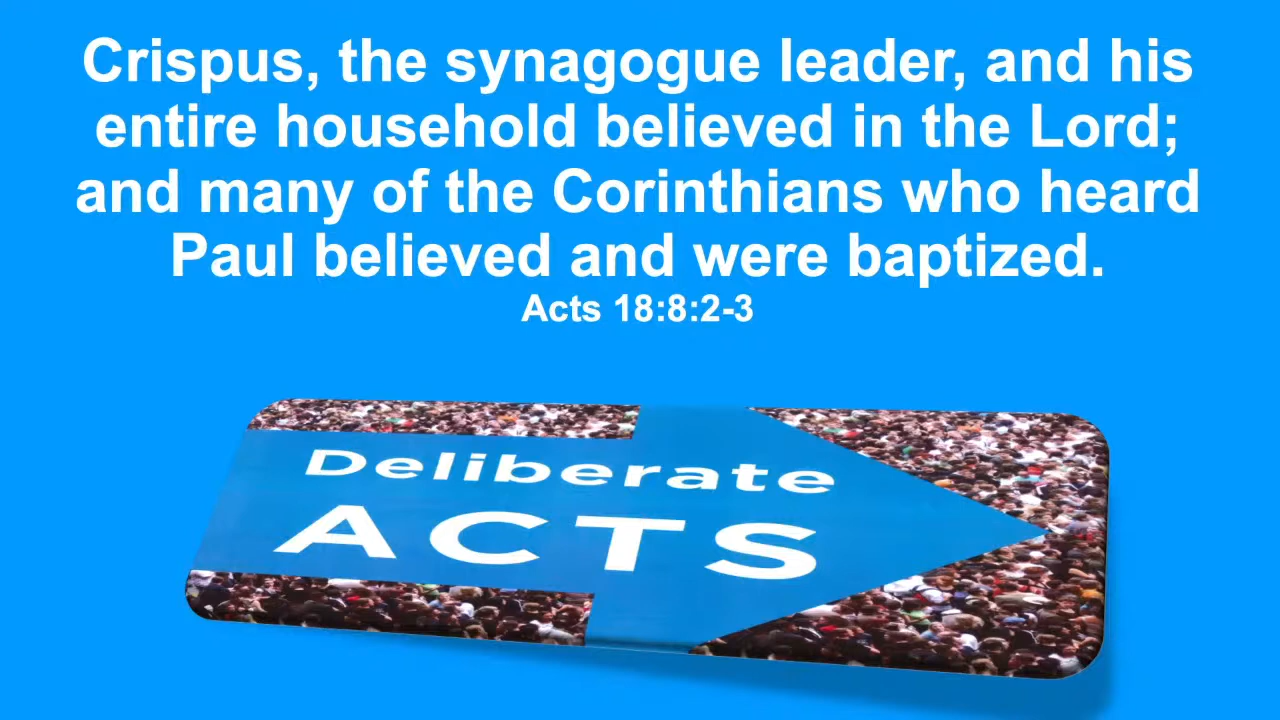 Crispus, the synagogue leader, and his
entire household believed in the Lord;
and many of the Corinthians who heard
Paul believed and were baptized.
Acts 18:8:2-3
Deliberate
ACTS